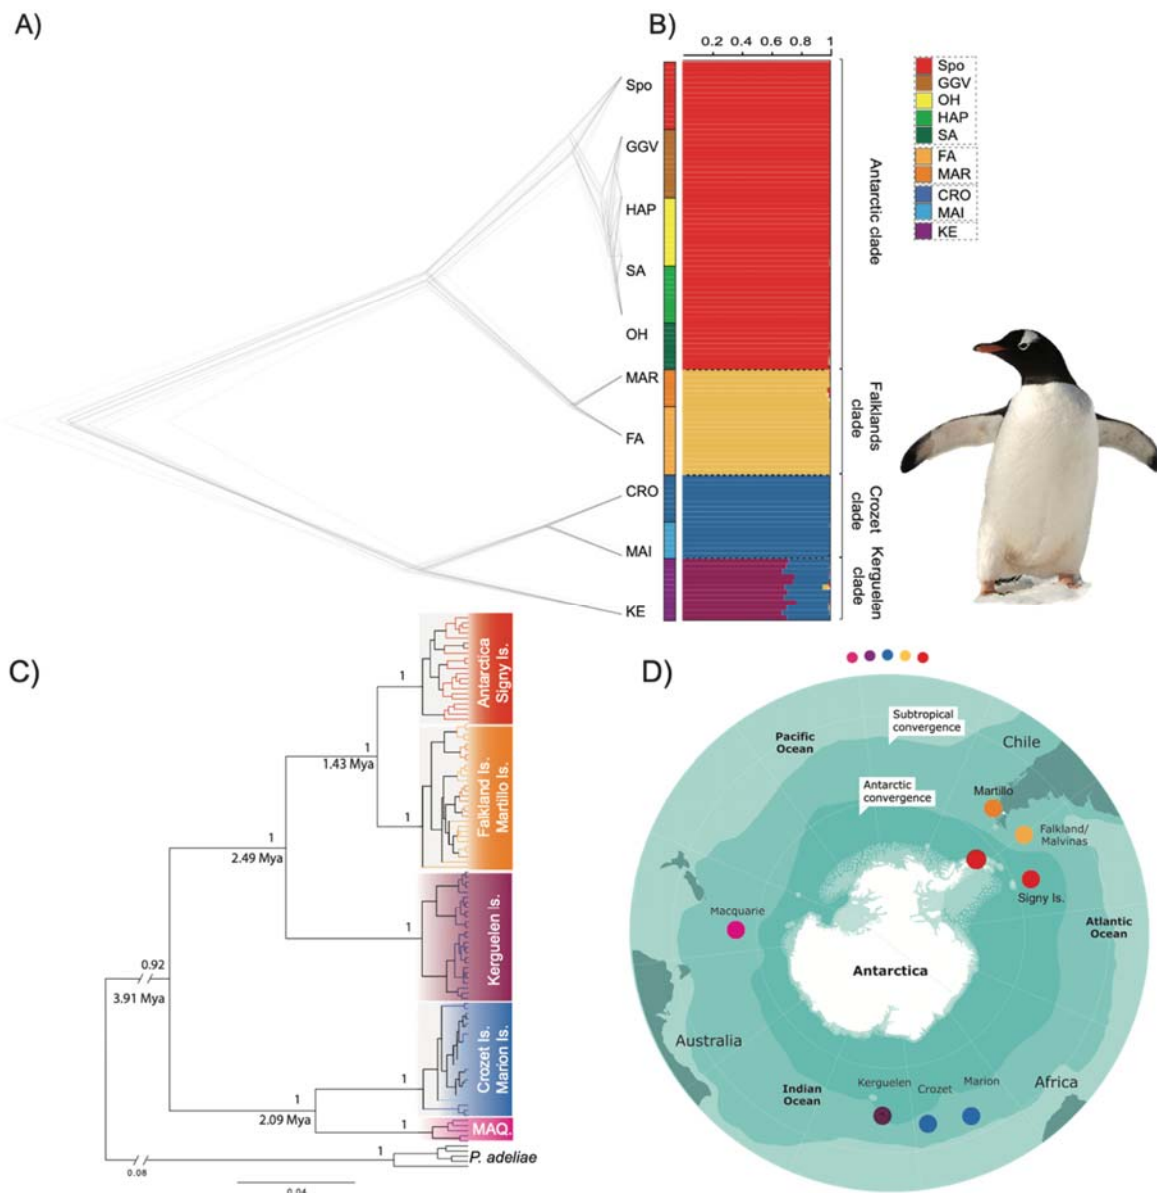 A)
B)
0.2 0.4 0.6 0.8 1
Spo
GGV
HAP
SA
OH
MAR
FA
CRO
MAI
KE
Antarctic clade
Falklands
clade
Crozet
clade
Kerguelen
clade
Spo
GGV
OH
HAP
SA
FA
MAR
CRO
MAI
KE
C)
1
1
1.43 Mya
1
1
2.49 Mya
1
0.92
3.91 Mya
1
1
2.09 Mya
1
1
0.08
0.04
Antarctica
Signy Is.
Falkland Is.
Martillo Is.
Kerguelen Is.
Crozet Is.
Marion Is.
MAQ.
P. adeliae
D)
Subtropical
convergence
Pacific
Ocean
Chile
Antarctic
convergence
Martillo
Falkland/
Malvinas
Signy Is.
Macquarie
Atlantic
Ocean
Antarctica
Australia
Indian
Ocean
Kerguelen
Crozet
Marion
Africa